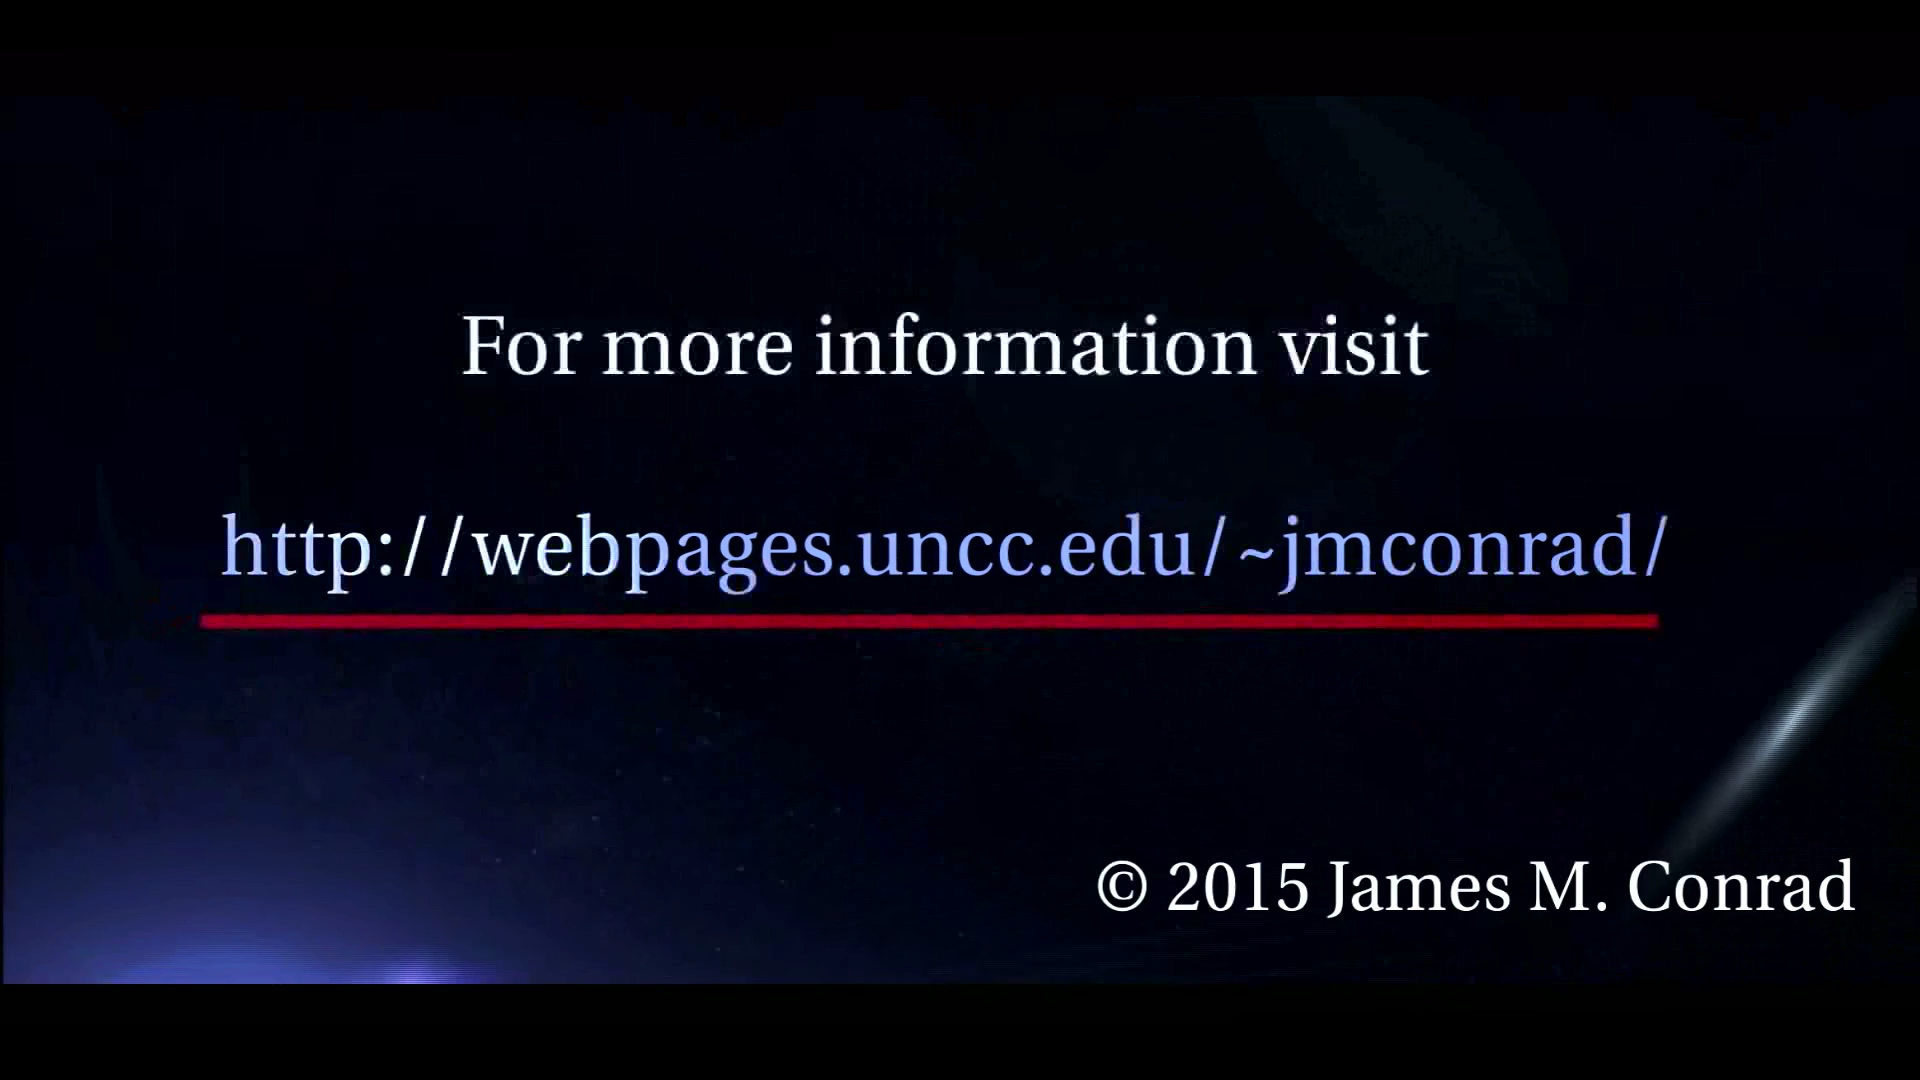 For more information visit
http://webpages.uncc.edu/~jmconrad/
© 2015 James M. Conrad